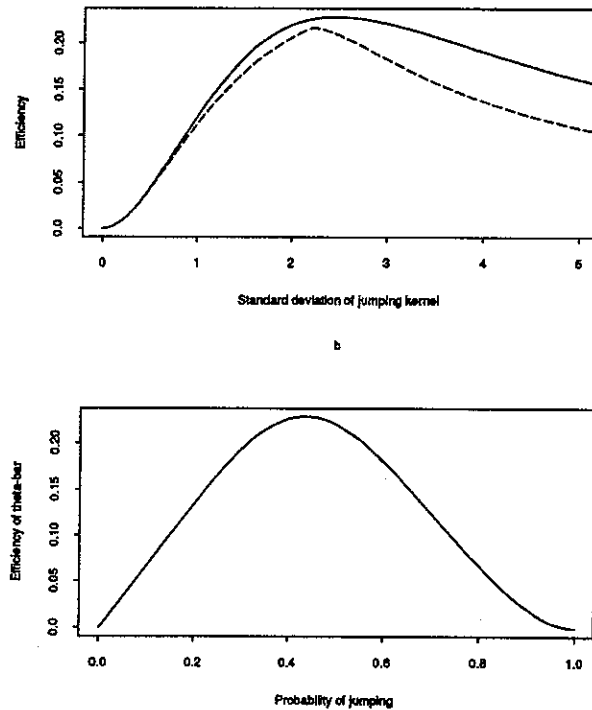 0.20
0.15
0.10
0.05
0.0
Efficiency
0 1 2 3 4 5
Standard deviation of jumping kernel
b
0.20
0.15
0.10
0.05
0.0
Efficiency of theta-bar
0.0 0.2 0.4 0.6 0.8 1.0
Probability of jumping